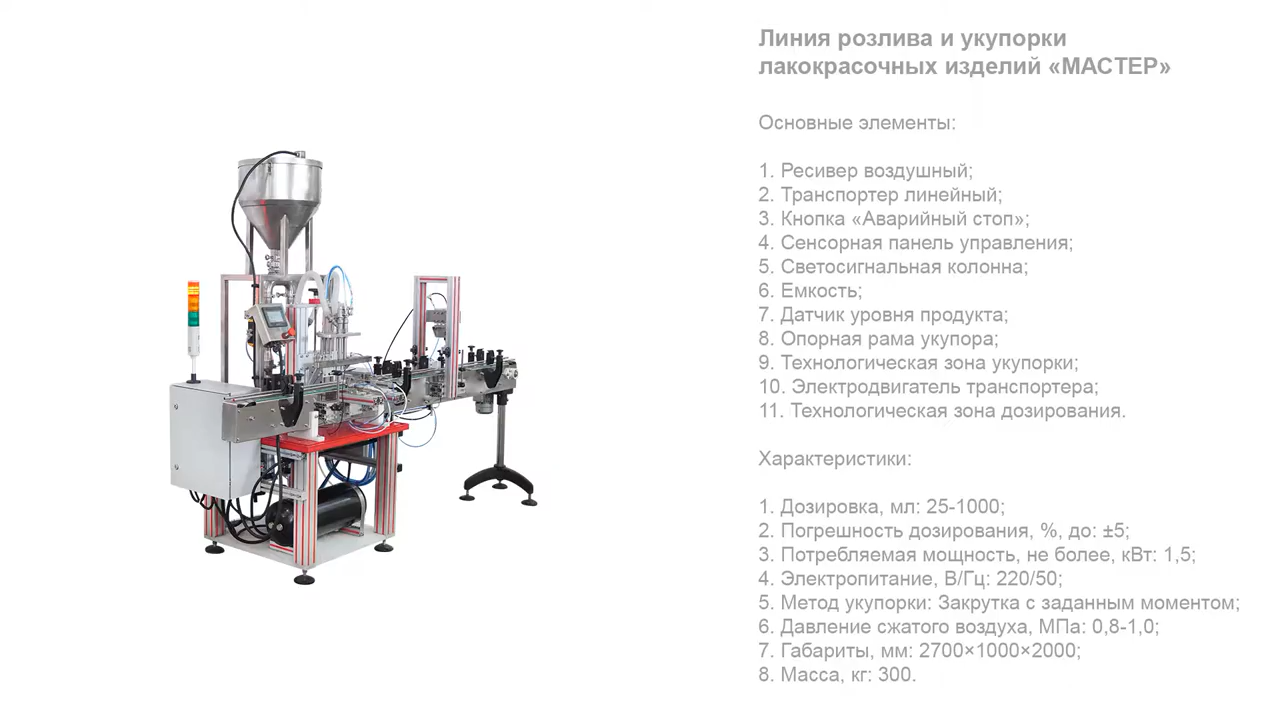 Линия розлива и укупорки
лакокрасочных изделий «МАСТЕР»
Основные элементы:
1. Ресивер воздушный;
2. Транспортер линейный;
3. Кнопка «Аварийный стоп»;
4. Сенсорная панель управления;
5. Светосигнальная колонна;
6. Емкость;
7. Датчик уровня продукта;
8. Опорная рама укупора;
9. Технологическая зона укупорки;
10. Электродвигатель транспортера;
11. Технологическая зона дозирования.
Характеристики:
1. Дозировка, мл: 25-1000;
2. Погрешность дозирования, %, до: ±5;
3. Потребляемая мощность, не более, кВт: 1,5;
4. Электропитание, В/Гц: 220/50;
5. Метод укупорки: Закрутка с заданным моментом;
6. Давление сжатого воздуха, МПа: 0,8-1,0;
7. Габариты, мм: 2700×1000×2000;
8. Масса, кг: 300.